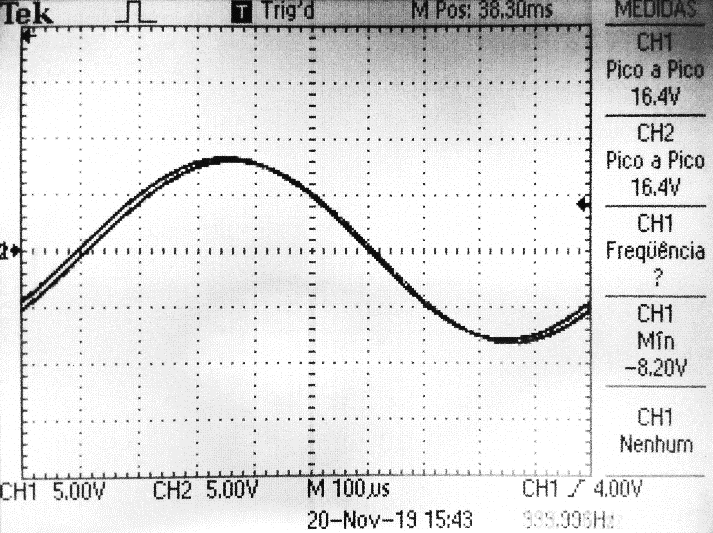 Tek T Trig'd M Pos: 38.30ms MEDIDAS
CH1
Pico a Pico
16.4V
CH2
Pico a Pico
16.4V
CH1
Freqüência
?
CH1
Mín
-8.20V
CH1
Nenhum
CH1 5.00V CH2 5.00V M 100µs CH1 4.00V
20-Nov-19 15:43